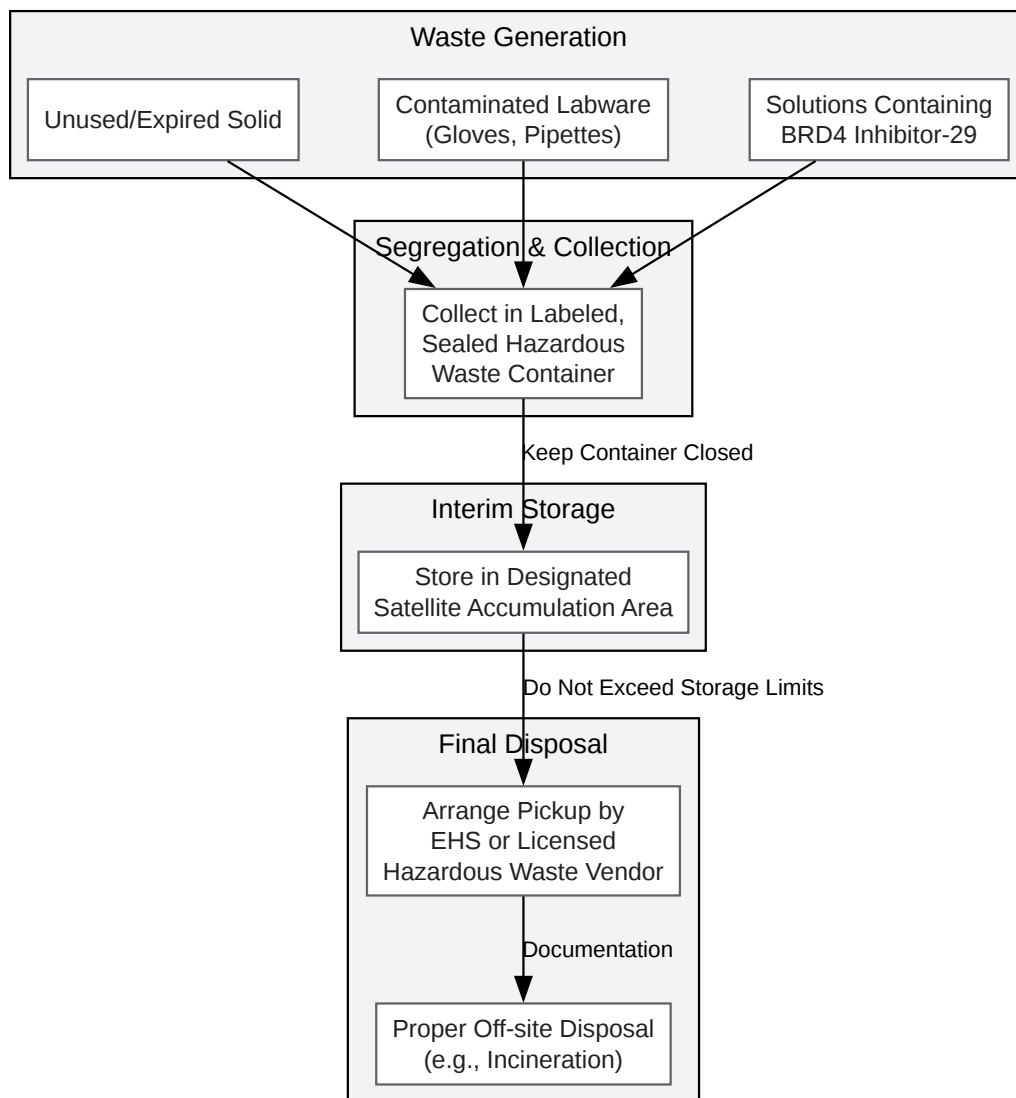 Waste Generation
Unused/Expired Solid
Contaminated Labware
(Gloves, Pipettes)
Solutions Containing
BRD4 Inhibitor-29
Segregation & Collection
Collect in Labeled,
Sealed Hazardous
Waste Container
Keep Container Closed
Interim Storage
Store in Designated
Satellite Accumulation Area
Do Not Exceed Storage Limits
Final Disposal
Arrange Pickup by
EHS or Licensed
Hazardous Waste Vendor
Documentation
Proper Off-site Disposal
(e.g., Incineration)